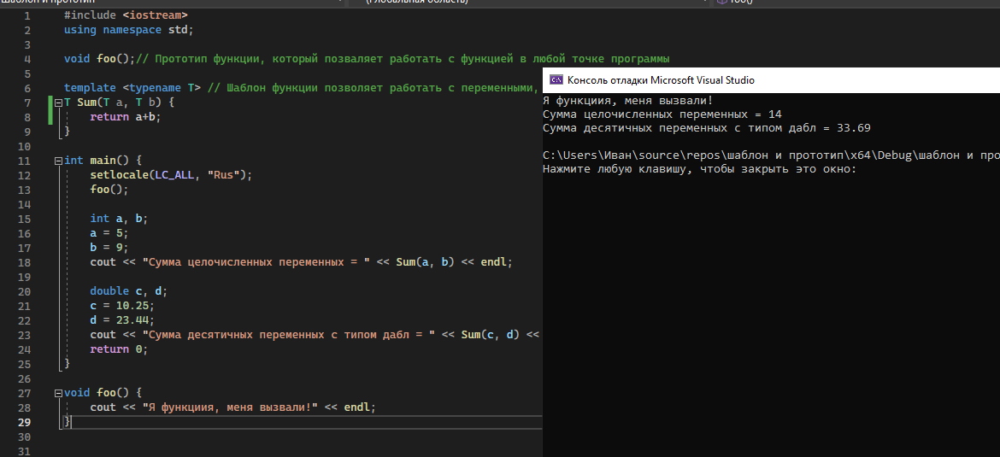 Шаблон и прототип (Глобальная область) foo()
1 #include <iostream>
2 using namespace std;
3
4 void foo();// Прототип функции, который позволяет работать с функцией в любой точке программы
5
6 template <typename T> // Шаблон функции позволяет работать с переменными,
7 T Sum(T a, T b) {
8 return a+b;
9 }
10
11 int main() {
12 setlocale(LC_ALL, "Rus");
13 foo();
14
15 int a, b;
16 a = 5;
17 b = 9;
18 cout << "Сумма целочисленных переменных = " << Sum(a, b) << endl;
19
20 double c, d;
21 c = 10.25;
22 d = 23.44;
23 cout << "Сумма десятичных переменных с типом дабл = " << Sum(c, d) <<
24 return 0;
25 }
26
27 void foo() {
28 cout << "Я функциия, меня вызвали!" << endl;
29 }
30
31
Консоль отладки Microsoft Visual Studio
Я функциия, меня вызвали!
Сумма целочисленных переменных = 14
Сумма десятичных переменных с типом дабл = 33.69
C:\Users\Иван\source\repos\шаблон и прототип\x64\Debug\шаблон и про
Нажмите любую клавишу, чтобы закрыть это окно: